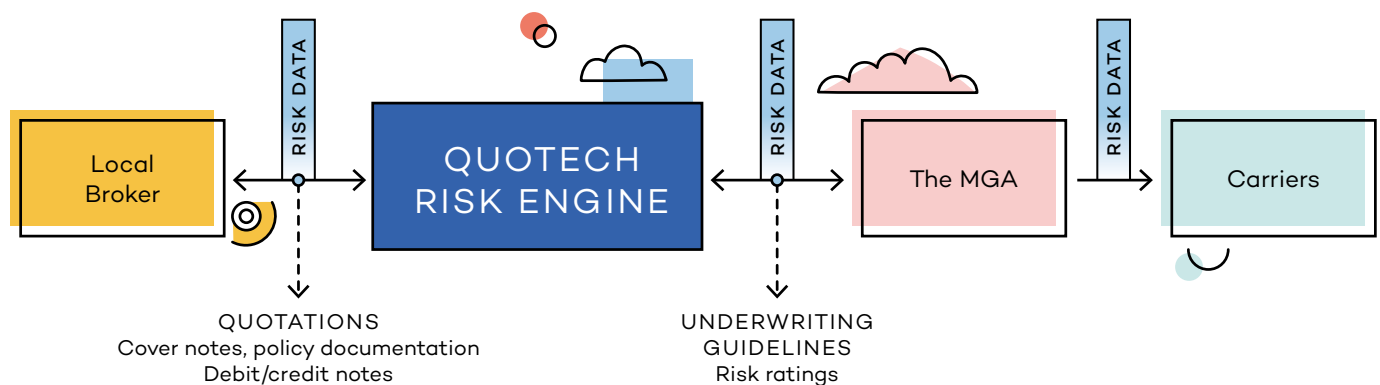 RISK DATA
RISK DATA
RISK DATA
Local
Broker
QUOTECH
RISK ENGINE
The MGA
Carriers
QUOTATIONS
Cover notes, policy documentation
Debit/credit notes
UNDERWRITING
GUIDELINES
Risk ratings